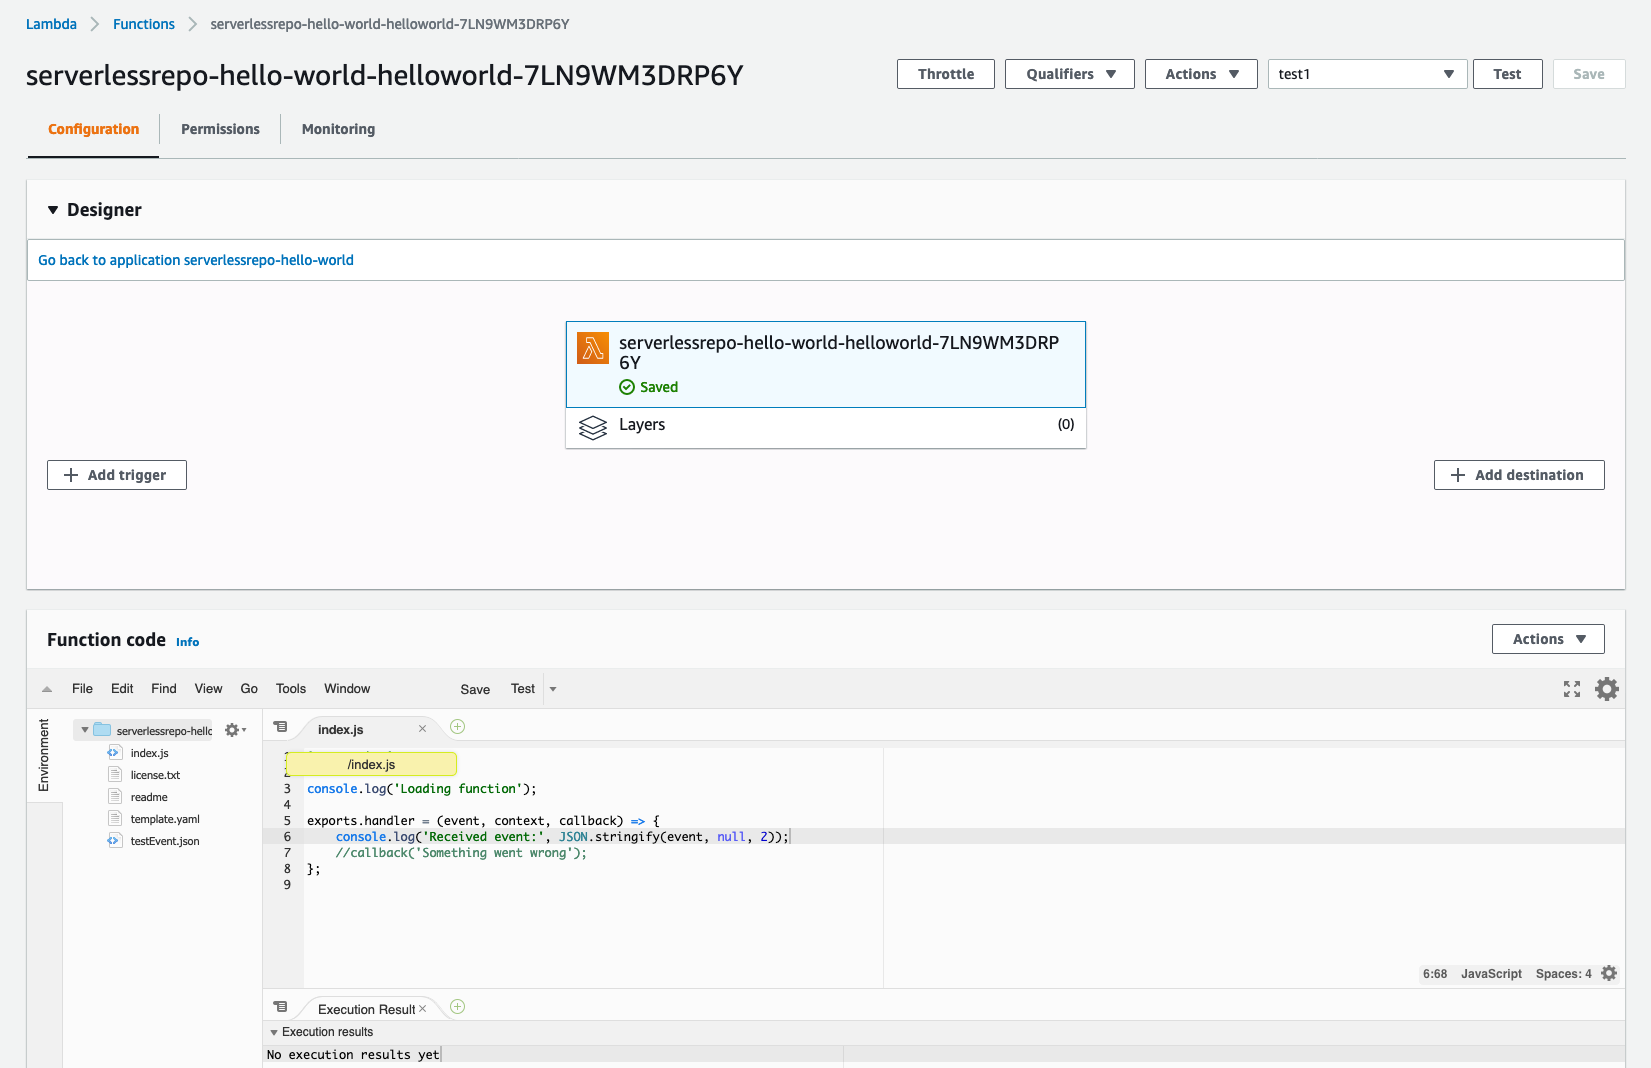 Lambda > Functions > serverlessrepo-hello-world-helloworld-7LN9WM3DRP6Y
serverlessrepo-hello-world-helloworld-7LN9WM3DRP6Y
Throttle Qualifiers Actions test1 Test Save
Configuration Permissions Monitoring
Designer
Go back to application serverlessrepo-hello-world
serverlessrepo-hello-world-helloworld-7LN9WM3DRP
6Y
Saved
Layers (0)
Add trigger
Add destination
Function code Info
Actions
File Edit Find View Go Tools Window Save Test
Environment
serverlessrepo-hellc
index.js
license.txt
readme
template.yaml
testEvent.json
index.js
/index.js
3 console.log('Loading function');
4
5 exports.handler = (event, context, callback) => {
6 console.log('Received event:', JSON.stringify(event, null, 2));
7 //callback('Something went wrong');
8 };
9
6:68 JavaScript Spaces: 4
Execution Result
Execution results
No execution results yet